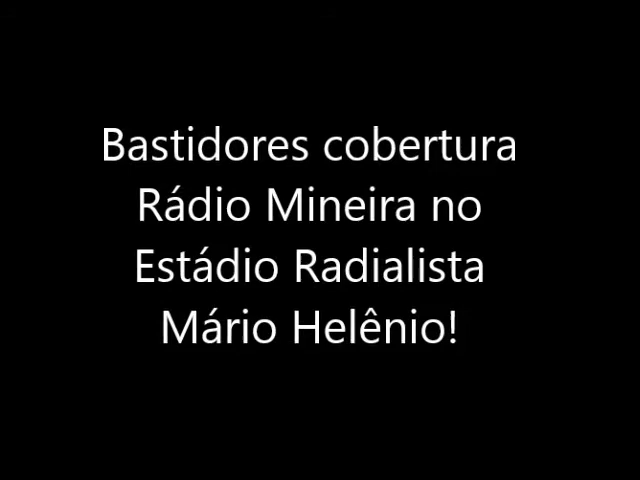 Bastidores cobertura
Rádio Mineira no
Estádio Radialista
Mário Helênio!